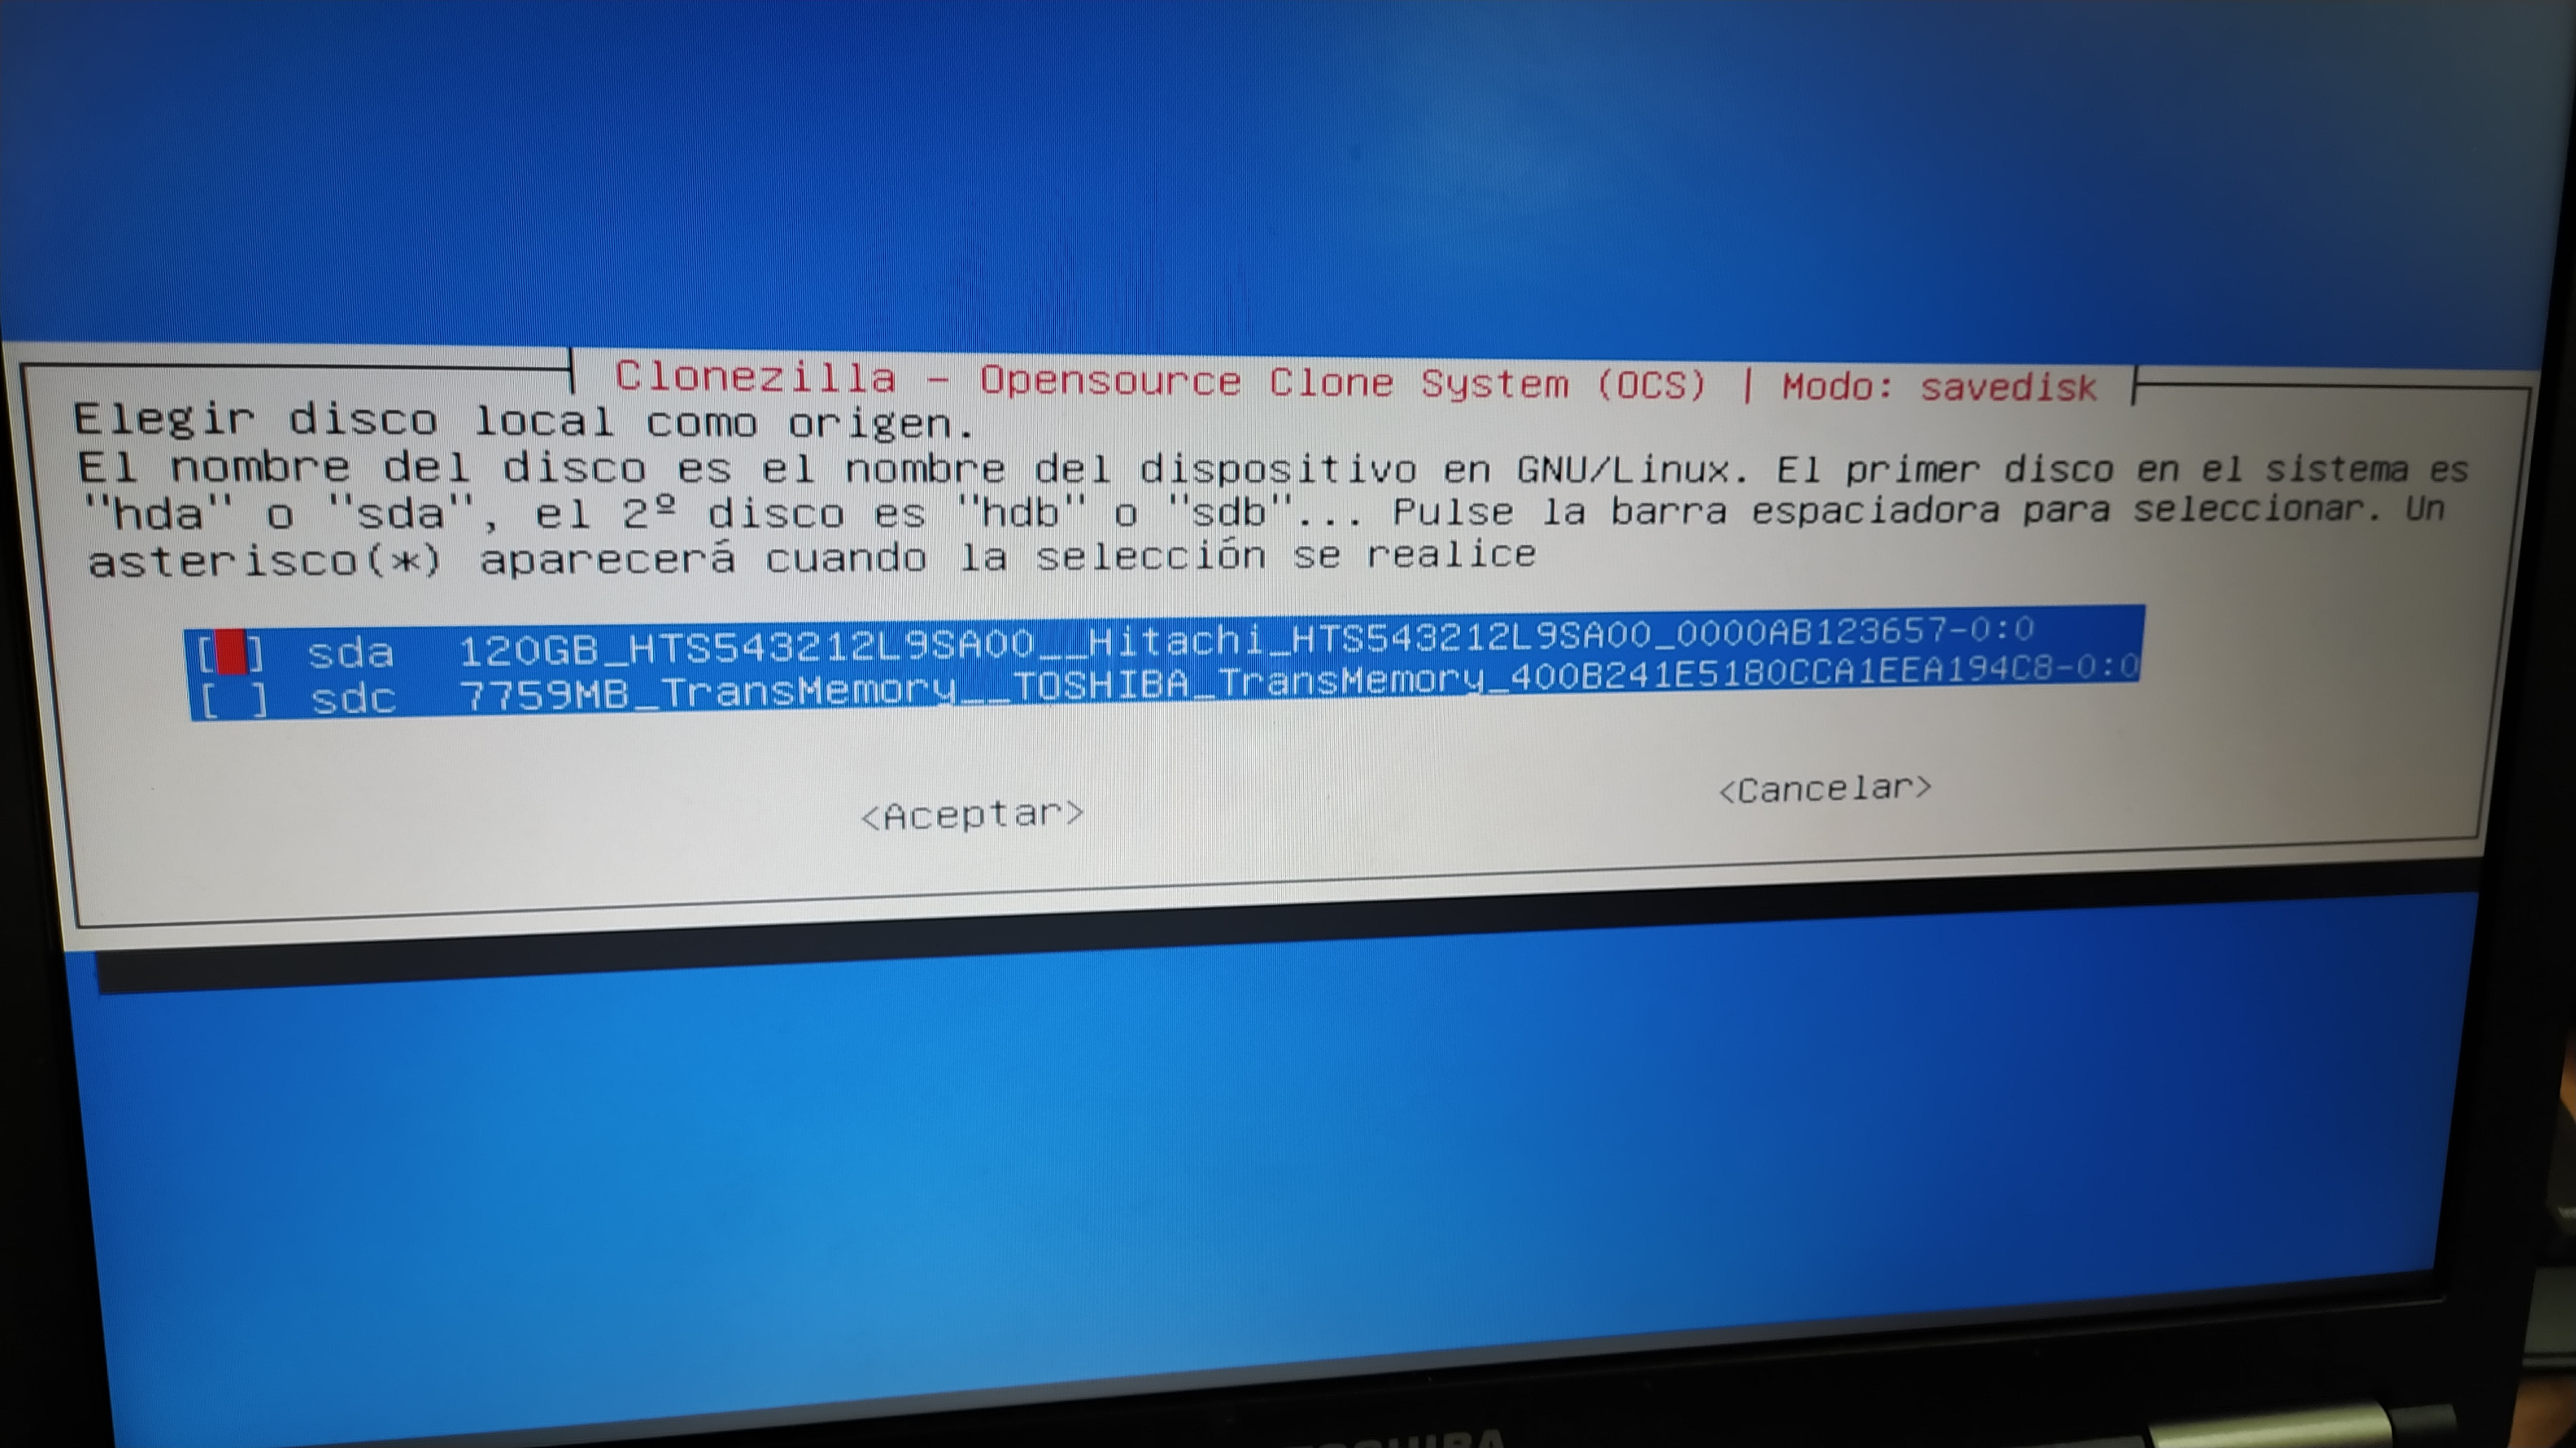 Clonezilla - Opensource Clone System (OCS) | Modo: savedisk
Elegir disco local como origen.
El nombre del disco es el nombre del dispositivo en GNU/Linux. El primer disco en el sistema es
"hda" o "sda", el 2º disco es "hdb" o "sdb"... Pulse la barra espaciadora para seleccionar. Un
asterisco(*) aparecerá cuando la selección se realice
[ ] sda 120GB_HTS543212L9SA00__Hitachi_HTS543212L9SA00_0000AB123657-0:0
[ ] sdc 7759MB_TransMemory__TOSHIBA_TransMemory_400B241E5180CCA1EEA194C8-0:0
<Aceptar>
<Cancelar>
TOSHIBA